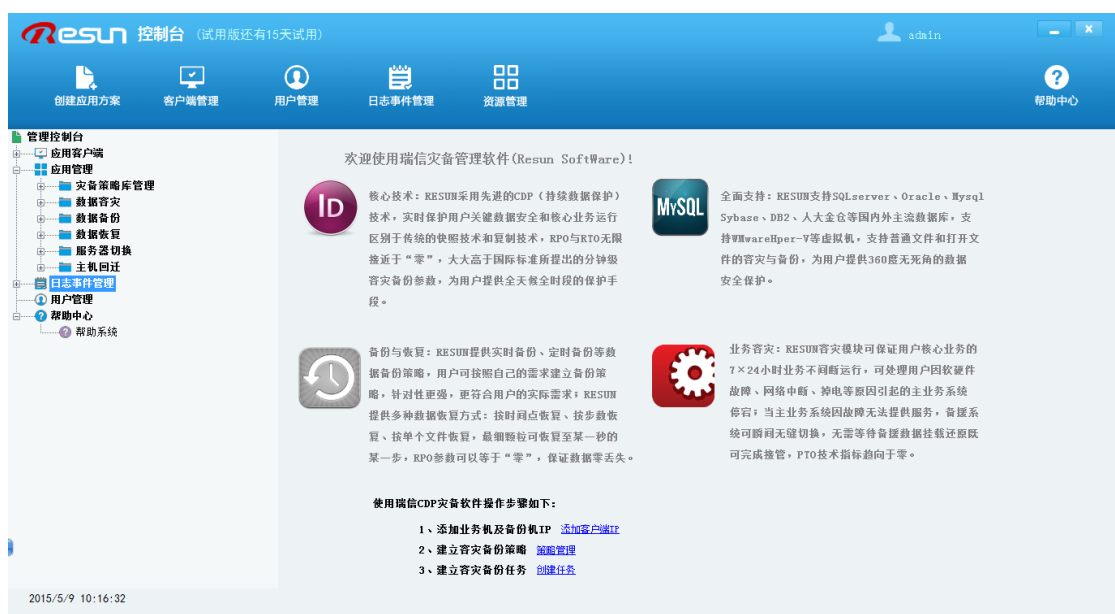 Resun 控制台 (试用版还有15天试用)
admin
创建应用方案 客户端管理 用户管理 日志事件管理 资源管理 帮助中心
管理控制台
应用客户端
应用管理
灾备策略库管理
数据容灾
数据备份
数据恢复
服务器切换
主机回迁
日志事件管理
用户管理
帮助中心
帮助系统
欢迎使用瑞信灾备管理软件(Resun SoftWare)!
ID
核心技术：RESUN采用先进的CDP（持续数据保护）
技术，实时保护用户关键数据安全和核心业务运行
区别于传统的快照技术和复制技术，RPO与RTO无限
接近于“零”，大大高于国际标准所提出的分钟级
容灾备份参数，为用户提供全天候全时段的保护手
段。
MySQL
全面支持：RESUN支持SQLserver、Oracle、Mysql
Sybase、DB2、人大金仓等国内外主流数据库，支
持WMwareHper-V等虚拟机，支持普通文件和打开文
件的容灾与备份，为用户提供360度无死角的数据
安全保护。
备份与恢复：RESUN提供实时备份、定时备份等数
据备份策略，用户可按照自己的需求建立备份策
略，针对性更强，更符合用户的实际需求；RESUN
提供多种数据恢复方式：按时间点恢复、按步数恢
复、按单个文件恢复，最细颗粒可恢复至某一秒的
某一步，RPO参数可以等于“零”，保证数据零丢失。
业务容灾：RESUN容灾模块可保证用户核心业务的
7×24小时业务不间断运行，可处理用户因软硬件
故障、网络中断、掉电等原因引起的主业务系统
停宕；当主业务系统因故障无法提供服务，备援系
统可瞬间无缝切换，无需等待备援数据挂载还原既
可完成接管，PTO技术指标趋向于零。
使用瑞信CDP灾备软件操作步骤如下：
1、添加业务机及备份机IP 添加客户端IP
2、建立容灾备份策略 策略管理
3、建立容灾备份任务 创建任务
2015/5/9 10:16:32